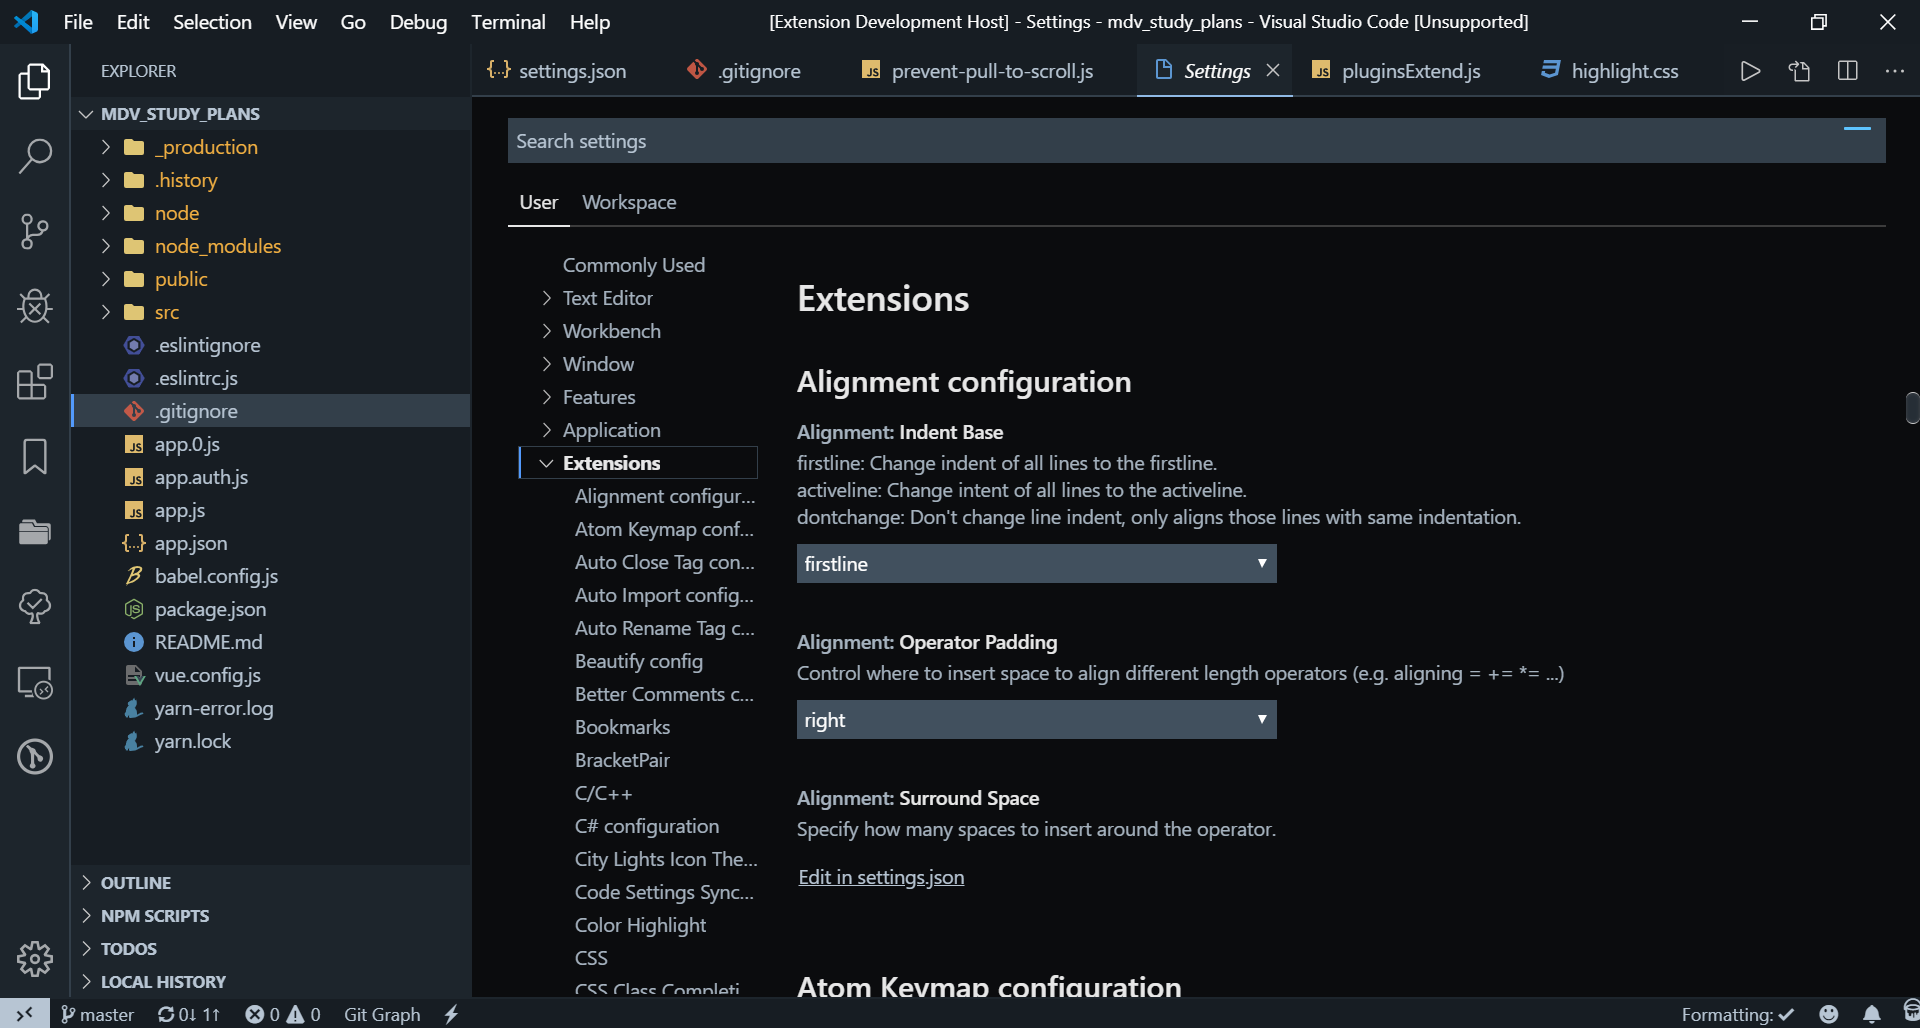 File Edit Selection View Go Debug Terminal Help
[Extension Development Host] - Settings - mdv_study_plans - Visual Studio Code [Unsupported]
EXPLORER
settings.json
.gitignore
prevent-pull-to-scroll.js
Settings
pluginsExtend.js
highlight.css
MDV_STUDY_PLANS
_production
.history
node
node_modules
public
src
.eslintignore
.eslintrc.js
.gitignore
app.0.js
app.auth.js
app.js
app.json
babel.config.js
package.json
README.md
vue.config.js
yarn-error.log
yarn.lock
OUTLINE
NPM SCRIPTS
TODOS
LOCAL HISTORY
Search settings
User Workspace
Commonly Used
Text Editor
Workbench
Window
Features
Application
Extensions
Alignment configur...
Atom Keymap conf...
Auto Close Tag con...
Auto Import config...
Auto Rename Tag c...
Beautify config
Better Comments c...
Bookmarks
BracketPair
C/C++
C# configuration
City Lights Icon The...
Code Settings Sync...
Color Highlight
CSS
CSS Class Completi
Extensions
Alignment configuration
Alignment: Indent Base
firstline: Change indent of all lines to the firstline.
activeline: Change intent of all lines to the activeline.
dontchange: Don't change line indent, only aligns those lines with same indentation.
firstline
Alignment: Operator Padding
Control where to insert space to align different length operators (e.g. aligning = += *= ...)
right
Alignment: Surround Space
Specify how many spaces to insert around the operator.
Edit in settings.json
Atom Keymap configuration
master 0↓ 1↑ 0 0 Git Graph
Formatting: ✓